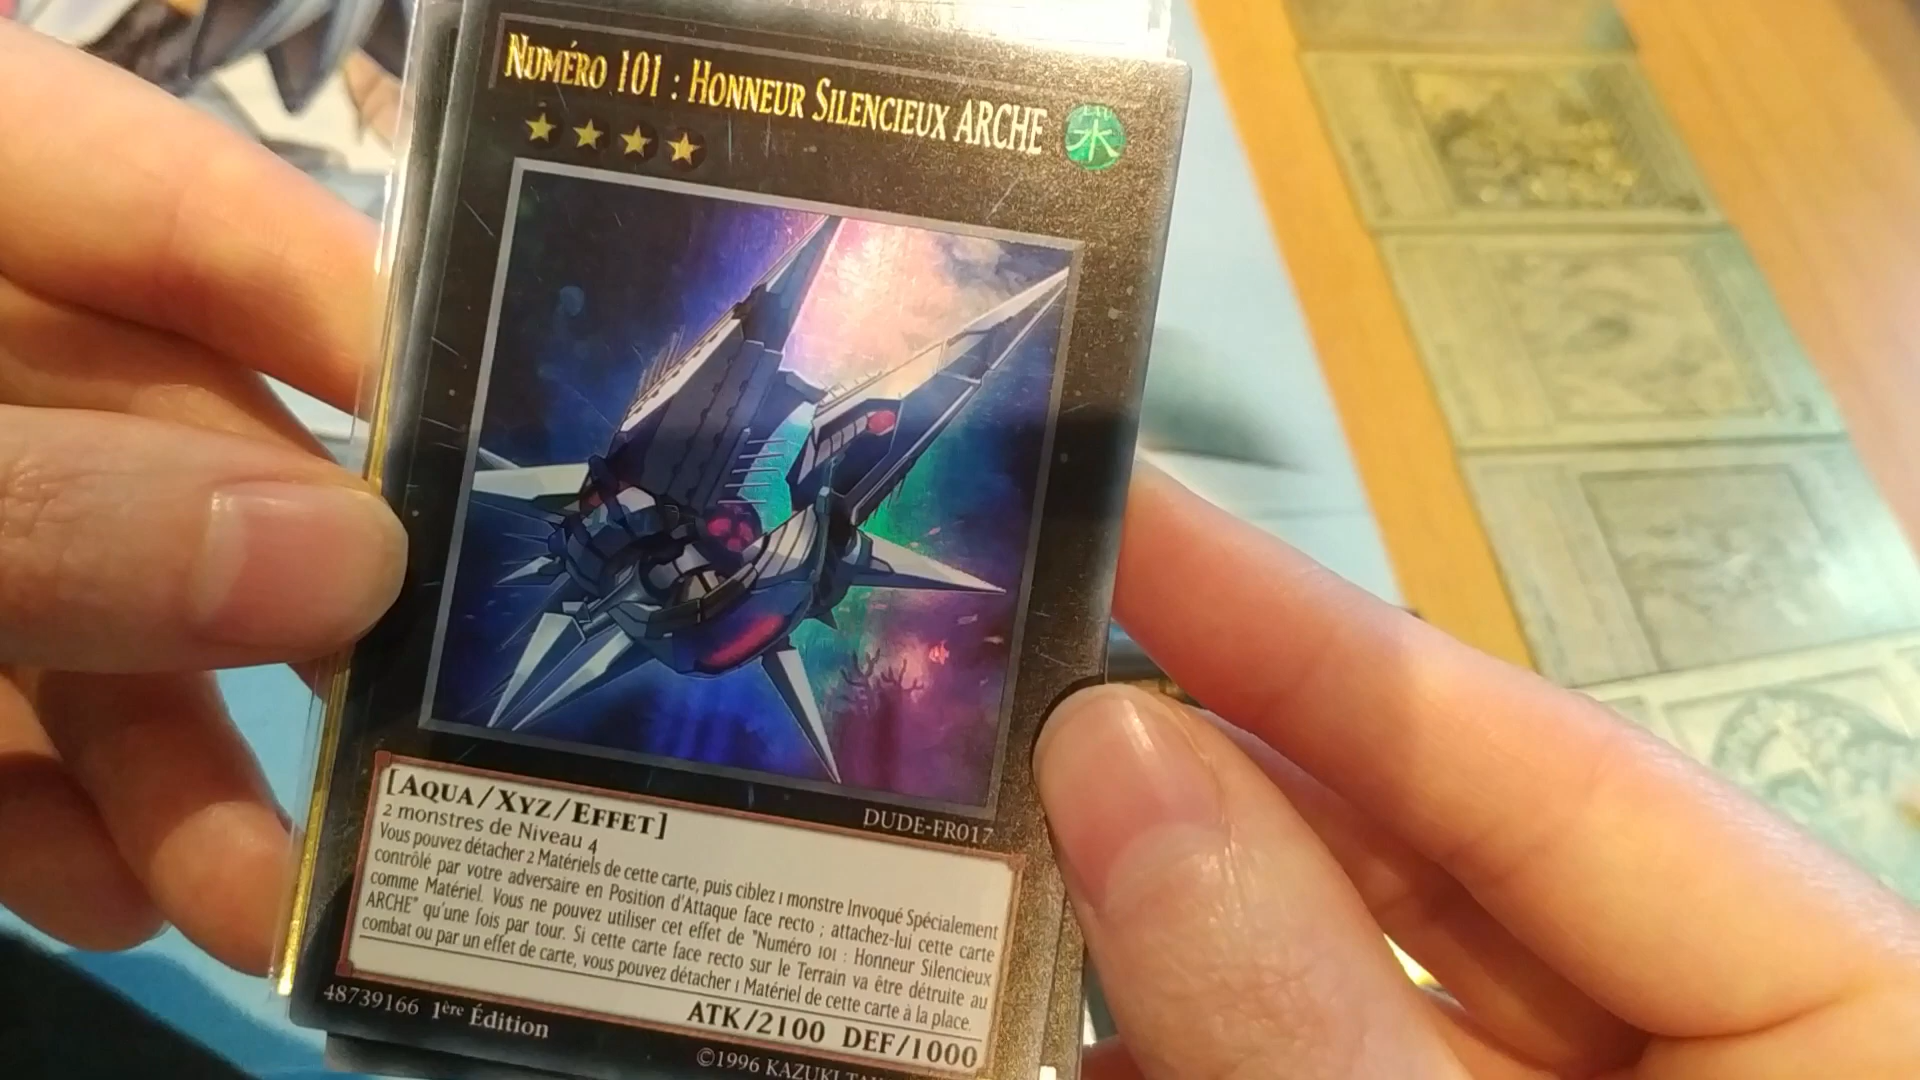 NUMÉRO 101 : HONNEUR SILENCIEUX ARCHE
EAU
水
DUDE-FR017
[AQUA/XYZ/EFFET]
2 monstres de Niveau 4
Vous pouvez détacher 2 Matériels de cette carte, puis ciblez 1 monstre Invoqué Spécialement
contrôlé par votre adversaire en Position d'Attaque face recto ; attachez-lui cette carte
comme Matériel. Vous ne pouvez utiliser cet effet de "Numéro 101 : Honneur Silencieux
ARCHE" qu'une fois par tour. Si cette carte face recto sur le Terrain va être détruite au
combat ou par un effet de carte, vous pouvez détacher 1 Matériel de cette carte à la place.
ATK/2100 DEF/1000
48739166 1ère Édition
©1996 KAZUKI